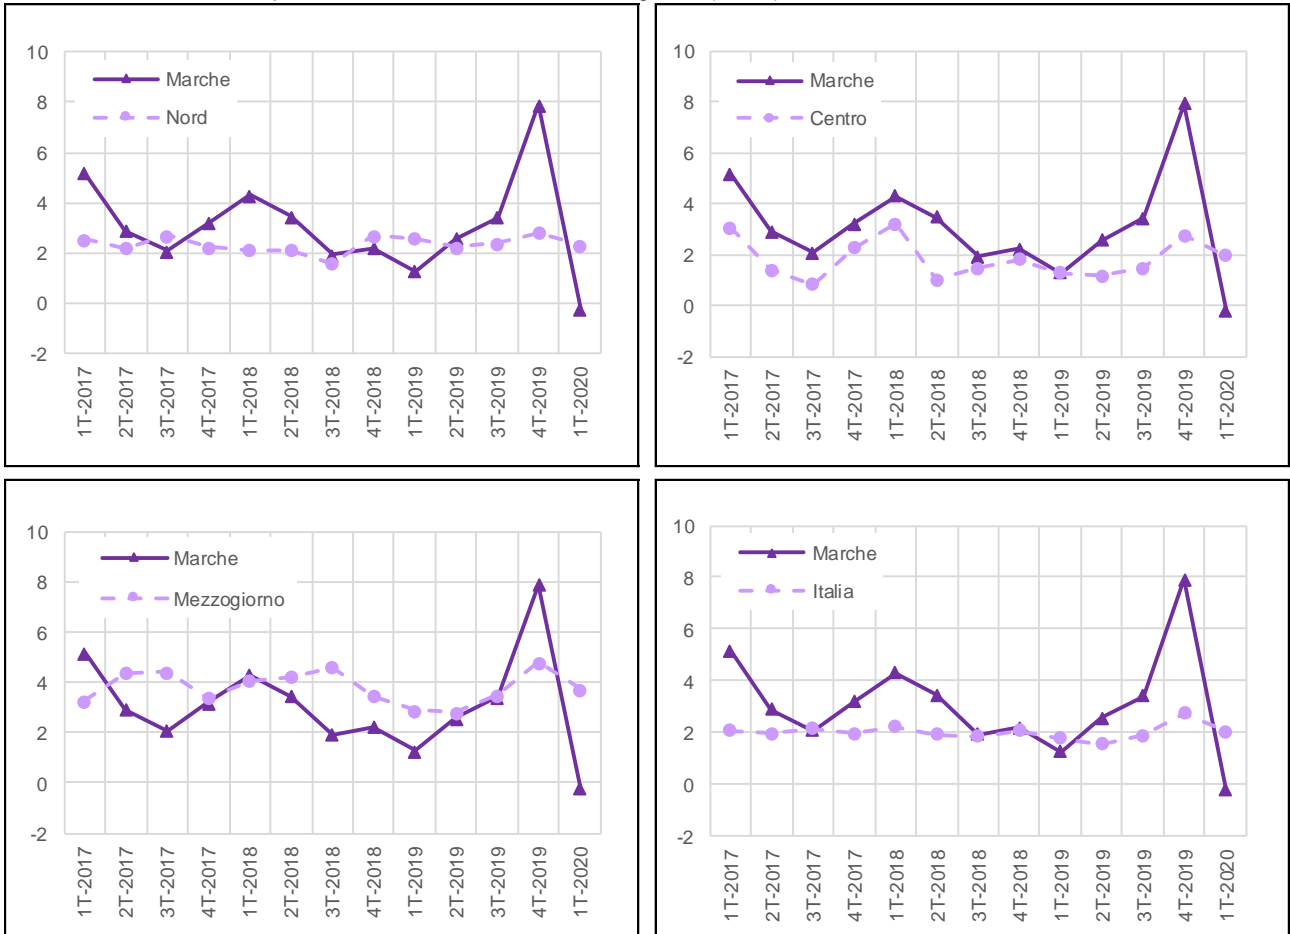 10
8
6
4
2
0
-2
Marche
Nord
1T-2017
2T-2017
3T-2017
4T-2017
1T-2018
2T-2018
3T-2018
4T-2018
1T-2019
2T-2019
3T-2019
4T-2019
1T-2020
10
8
6
4
2
0
-2
Marche
Centro
1T-2017
2T-2017
3T-2017
4T-2017
1T-2018
2T-2018
3T-2018
4T-2018
1T-2019
2T-2019
3T-2019
4T-2019
1T-2020
10
8
6
4
2
0
-2
Marche
Mezzogiorno
1T-2017
2T-2017
3T-2017
4T-2017
1T-2018
2T-2018
3T-2018
4T-2018
1T-2019
2T-2019
3T-2019
4T-2019
1T-2020
10
8
6
4
2
0
-2
Marche
Italia
1T-2017
2T-2017
3T-2017
4T-2017
1T-2018
2T-2018
3T-2018
4T-2018
1T-2019
2T-2019
3T-2019
4T-2019
1T-2020